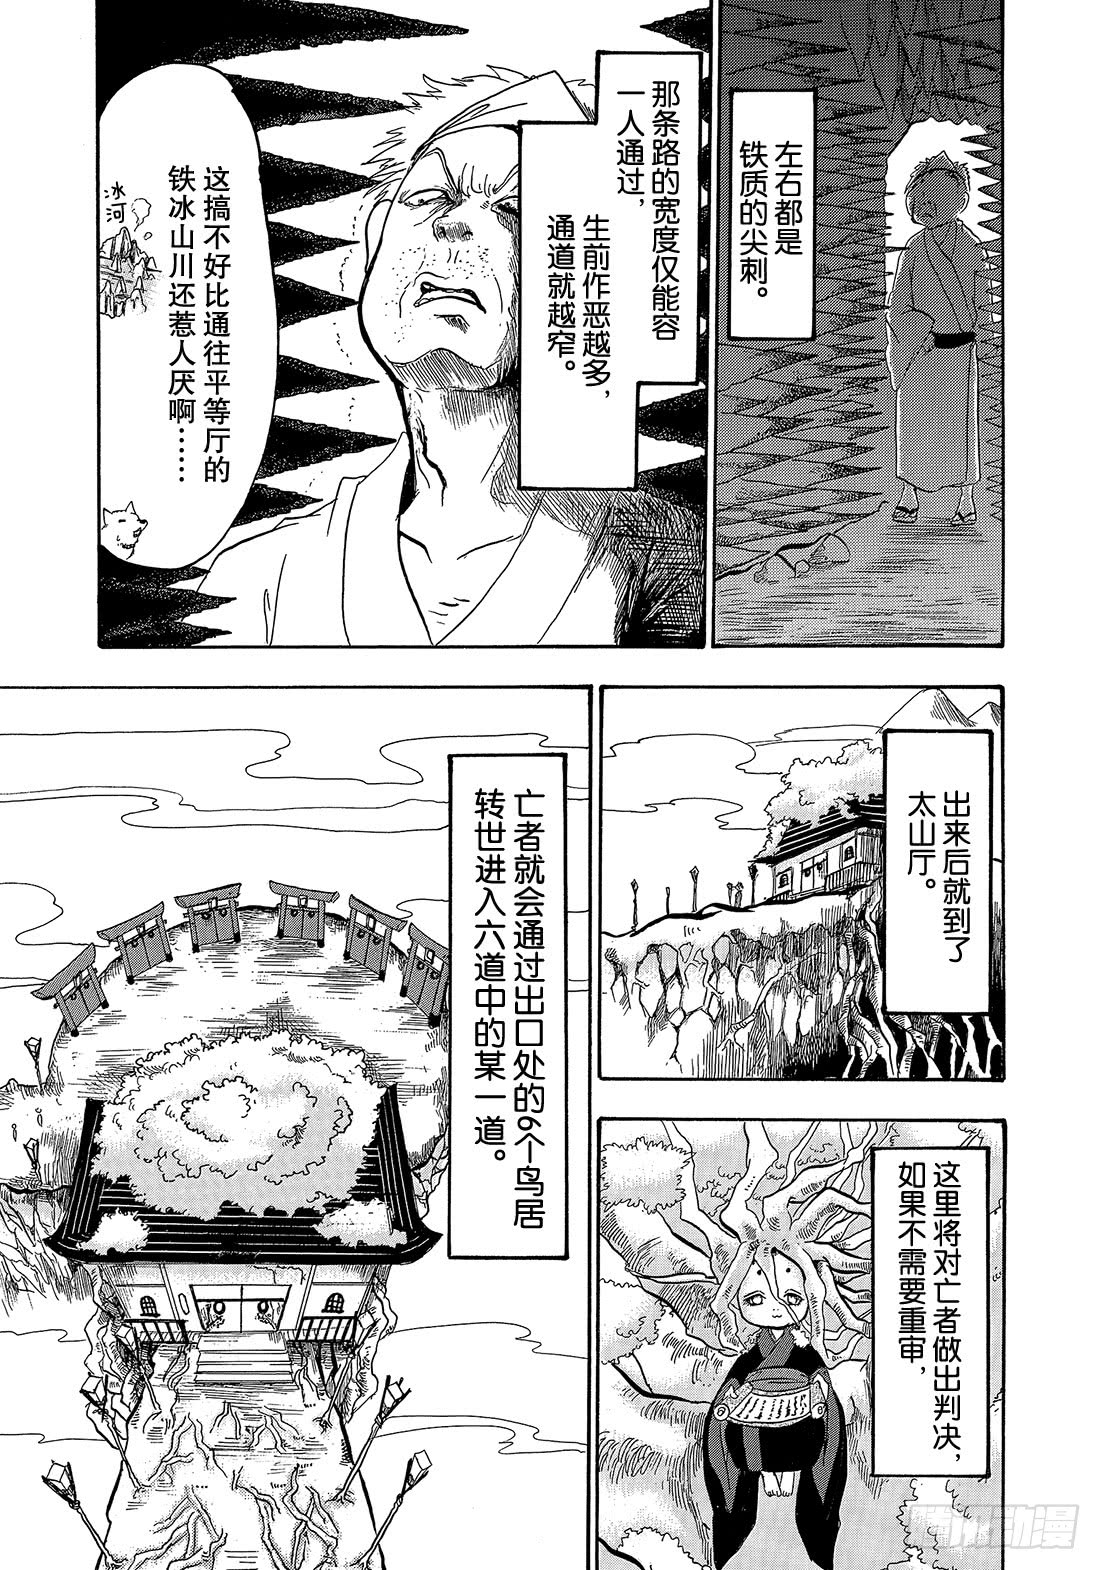 左右都是
铁质的尖刺。
那条路的宽度仅能容
一人通过，
生前作恶越多，
通道就越窄。
这搞不好比通往平等厅的
铁冰山川还惹人厌啊……
冰河
出来后就到了
太山厅。
这里将对亡者做出判决，
如果不需要重审，
亡者就会通过出口处的6个鸟居
转世进入六道中的某一道。